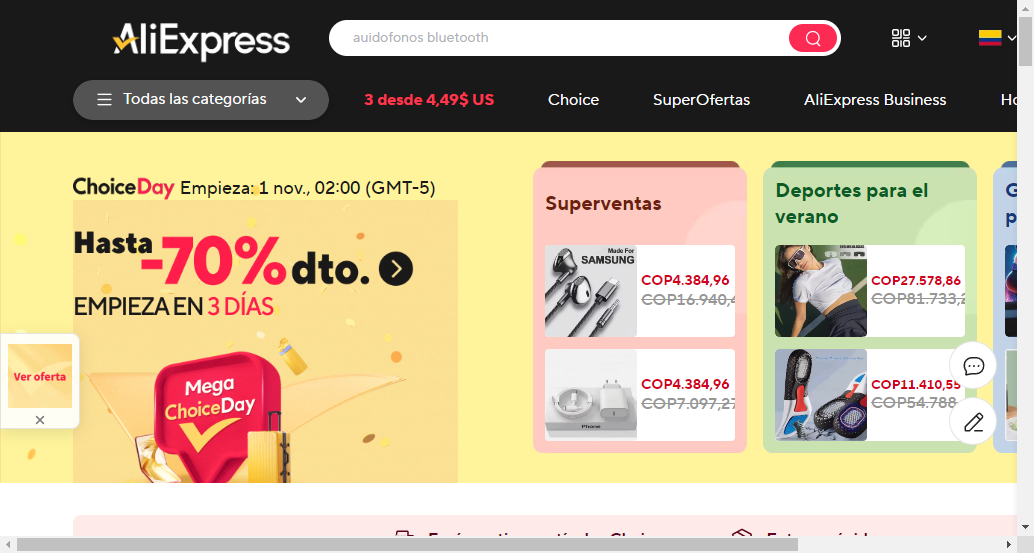 AliExpress
auidofonos bluetooth
Todas las categorías
3 desde 4,49$ US
Choice
SuperOfertas
AliExpress Business
ChoiceDay Empieza: 1 nov., 02:00 (GMT-5)
Hasta
-70% dto.
EMPIEZA EN 3 DÍAS
Mega
ChoiceDay
Ver oferta
Superventas
Made For
SAMSUNG
COP4.384,96
COP16.940,4
iPhone
COP4.384,96
COP7.097,27
Deportes para el
verano
COP27.578,86
COP81.733,2
COP11.410,55
COP54.788